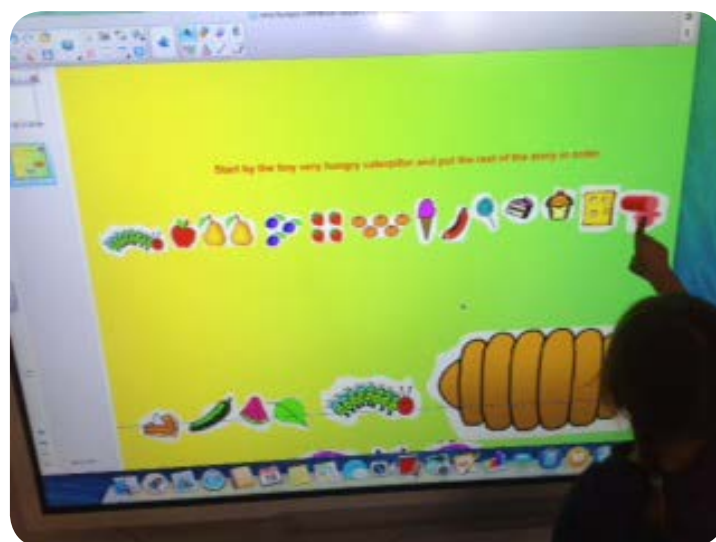 Start by the tiny very hungry caterpillar and put the rest of the story in order